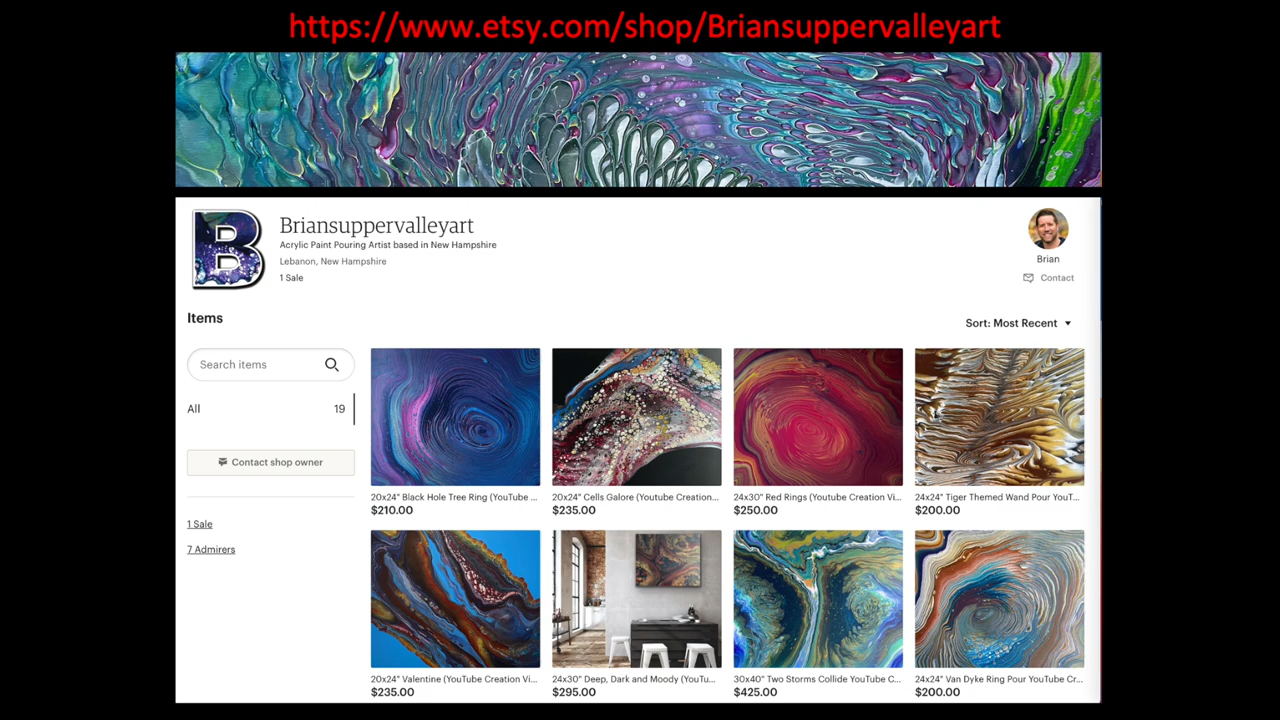 https://www.etsy.com/shop/Briansuppervalleyart
B
Briansuppervalleyart
Acrylic Paint Pouring Artist based in New Hampshire
Lebanon, New Hampshire
1 Sale
Brian
Contact
Items
Sort: Most Recent
Search items
All 19
Contact shop owner
1 Sale
7 Admirers
20x24" Black Hole Tree Ring (YouTube ...
$210.00
20x24" Cells Galore (Youtube Creation...
$235.00
24x30" Red Rings (Youtube Creation Vi...
$250.00
24x24" Tiger Themed Wand Pour YouT...
$200.00
20x24" Valentine (YouTube Creation Vi...
$235.00
24x30" Deep, Dark and Moody (YouTu...
$295.00
30x40" Two Storms Collide YouTube C...
$425.00
24x24" Van Dyke Ring Pour YouTube Cr...
$200.00